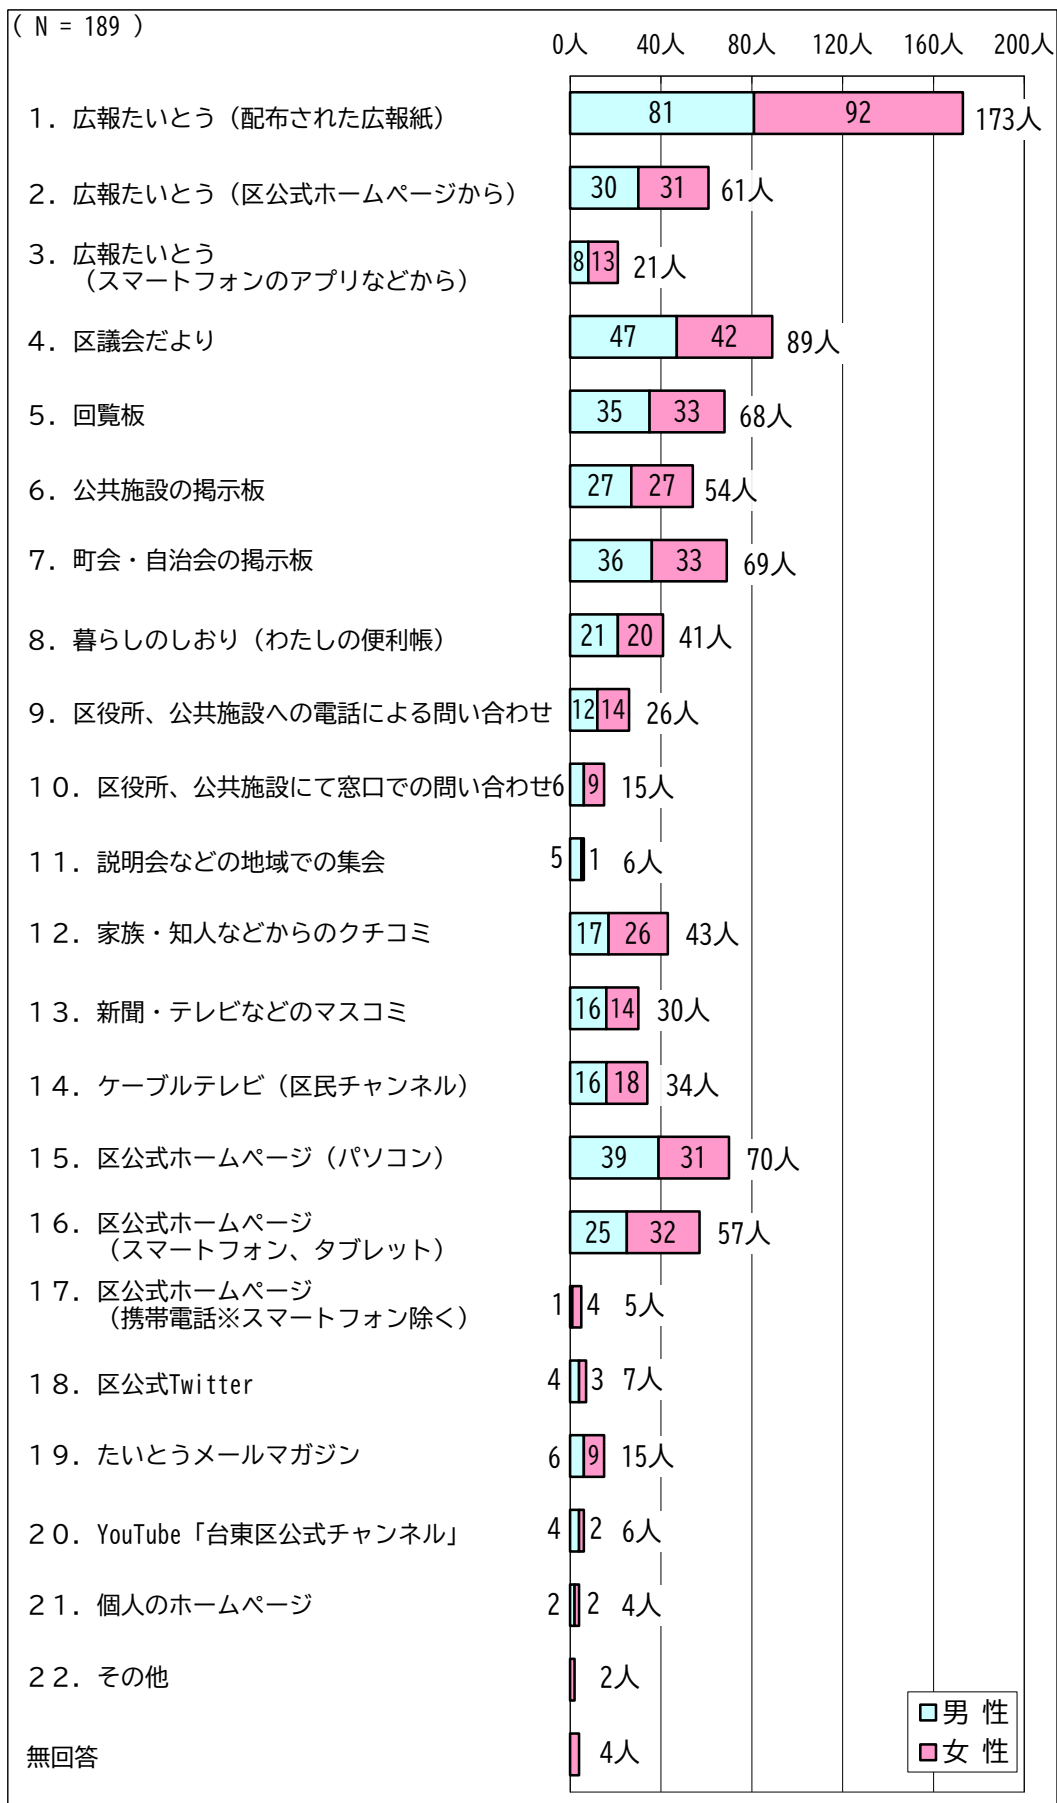 ( N = 189 )
0人 40人 80人 120人 160人 200人
1．広報たいとう（配布された広報紙） 81 92 173人
2．広報たいとう（区公式ホームページから） 30 31 61人
3．広報たいとう
（スマートフォンのアプリなどから） 8 13 21人
4．区議会だより 47 42 89人
5．回覧板 35 33 68人
6．公共施設の掲示板 27 27 54人
7．町会・自治会の掲示板 36 33 69人
8．暮らしのしおり（わたしの便利帳） 21 20 41人
9．区役所、公共施設への電話による問い合わせ 12 14 26人
１０．区役所、公共施設にて窓口での問い合わせ 6 9 15人
１１．説明会などの地域での集会 5 1 6人
１２．家族・知人などからのクチコミ 17 26 43人
１３．新聞・テレビなどのマスコミ 16 14 30人
１４．ケーブルテレビ（区民チャンネル） 16 18 34人
１５．区公式ホームページ（パソコン） 39 31 70人
１６．区公式ホームページ
（スマートフォン、タブレット） 25 32 57人
１７．区公式ホームページ
（携帯電話※スマートフォン除く） 1 4 5人
１８．区公式Twitter 4 3 7人
１９．たいとうメールマガジン 6 9 15人
２０．YouTube「台東区公式チャンネル」 4 2 6人
２１．個人のホームページ 2 2 4人
２２．その他 2人
無回答 4人
男 性
女 性